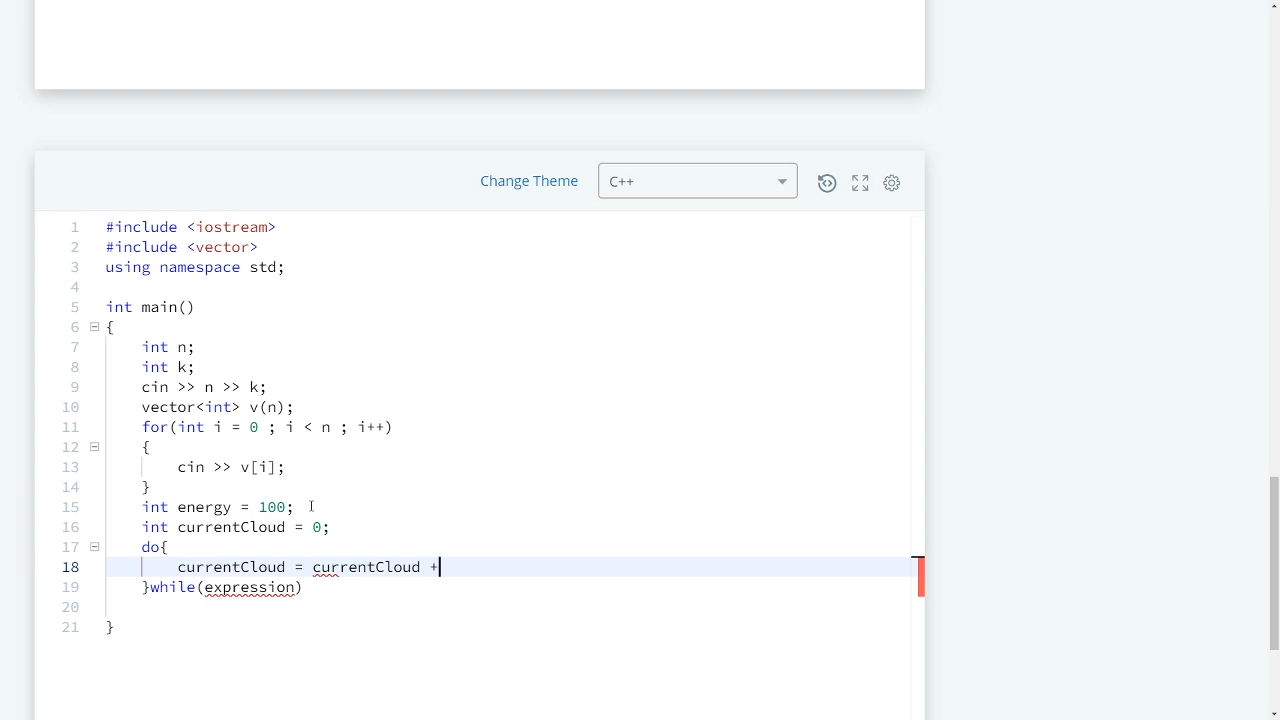 Change Theme
C++
1 #include <iostream>
2 #include <vector>
3 using namespace std;
4
5 int main()
6 {
7     int n;
8     int k;
9     cin >> n >> k;
10     vector<int> v(n);
11     for(int i = 0 ; i < n ; i++)
12     {
13         cin >> v[i];
14     }
15     int energy = 100;
16     int currentCloud = 0;
17     do{
18         currentCloud = currentCloud +
19     }while(expression)
20
21 }